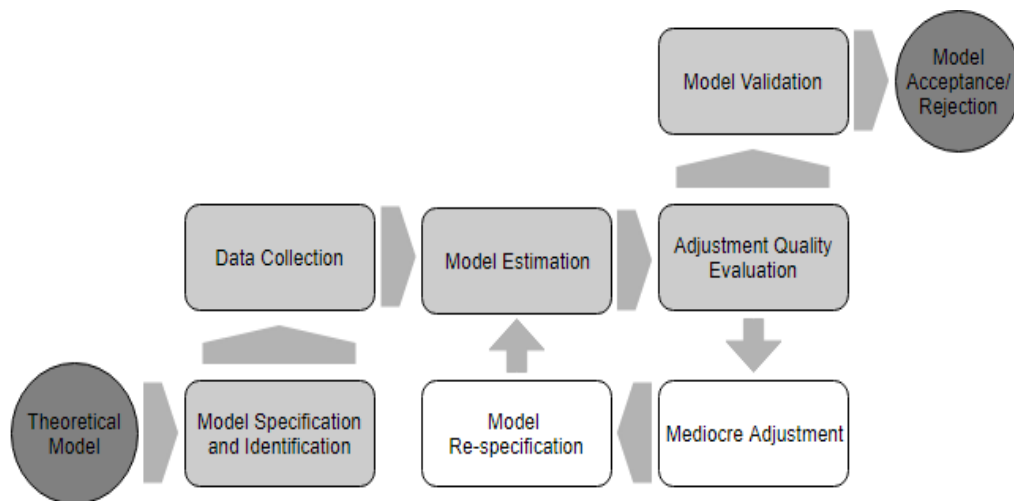 Theoretical
Model
Model Specification
and Identification
Data Collection
Model Estimation
Adjustment Quality
Evaluation
Mediocre Adjustment
Model
Re-specification
Model Validation
Model
Acceptance/
Rejection